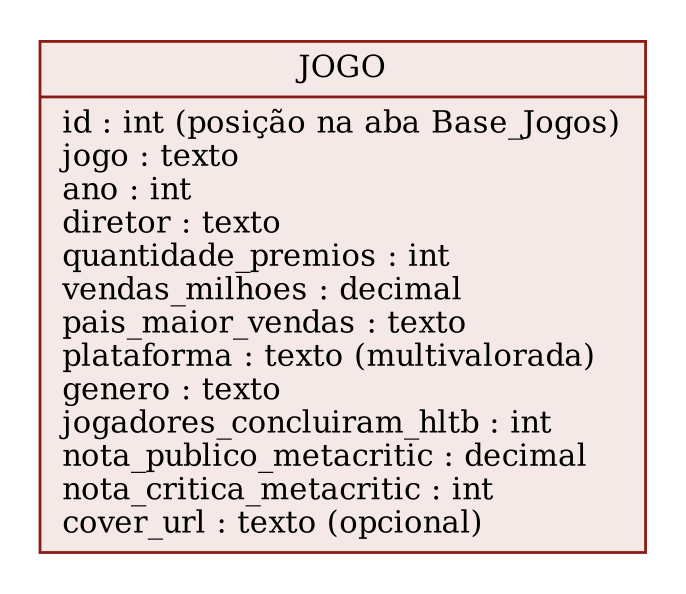 JOGO
id : int (posição na aba Base_Jogos)
jogo : texto
ano : int
diretor : texto
quantidade_premios : int
vendas_milhoes : decimal
pais_maior_vendas : texto
plataforma : texto (multivalorada)
genero : texto
jogadores_concluiram_hltb : int
nota_publico_metacritic : decimal
nota_critica_metacritic : int
cover_url : texto (opcional)